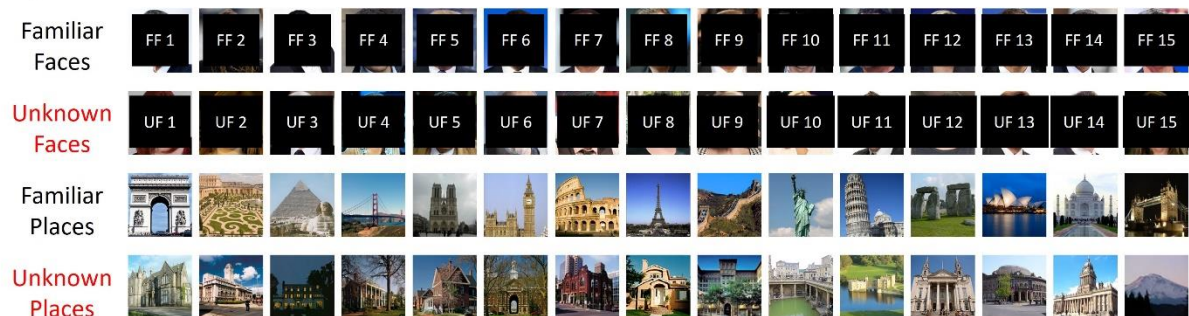 Familiar
Faces
FF 1 FF 2 FF 3 FF 4 FF 5 FF 6 FF 7 FF 8 FF 9 FF 10 FF 11 FF 12 FF 13 FF 14 FF 15
Unknown
Faces
UF 1 UF 2 UF 3 UF 4 UF 5 UF 6 UF 7 UF 8 UF 9 UF 10 UF 11 UF 12 UF 13 UF 14 UF 15
Familiar
Places
Unknown
Places